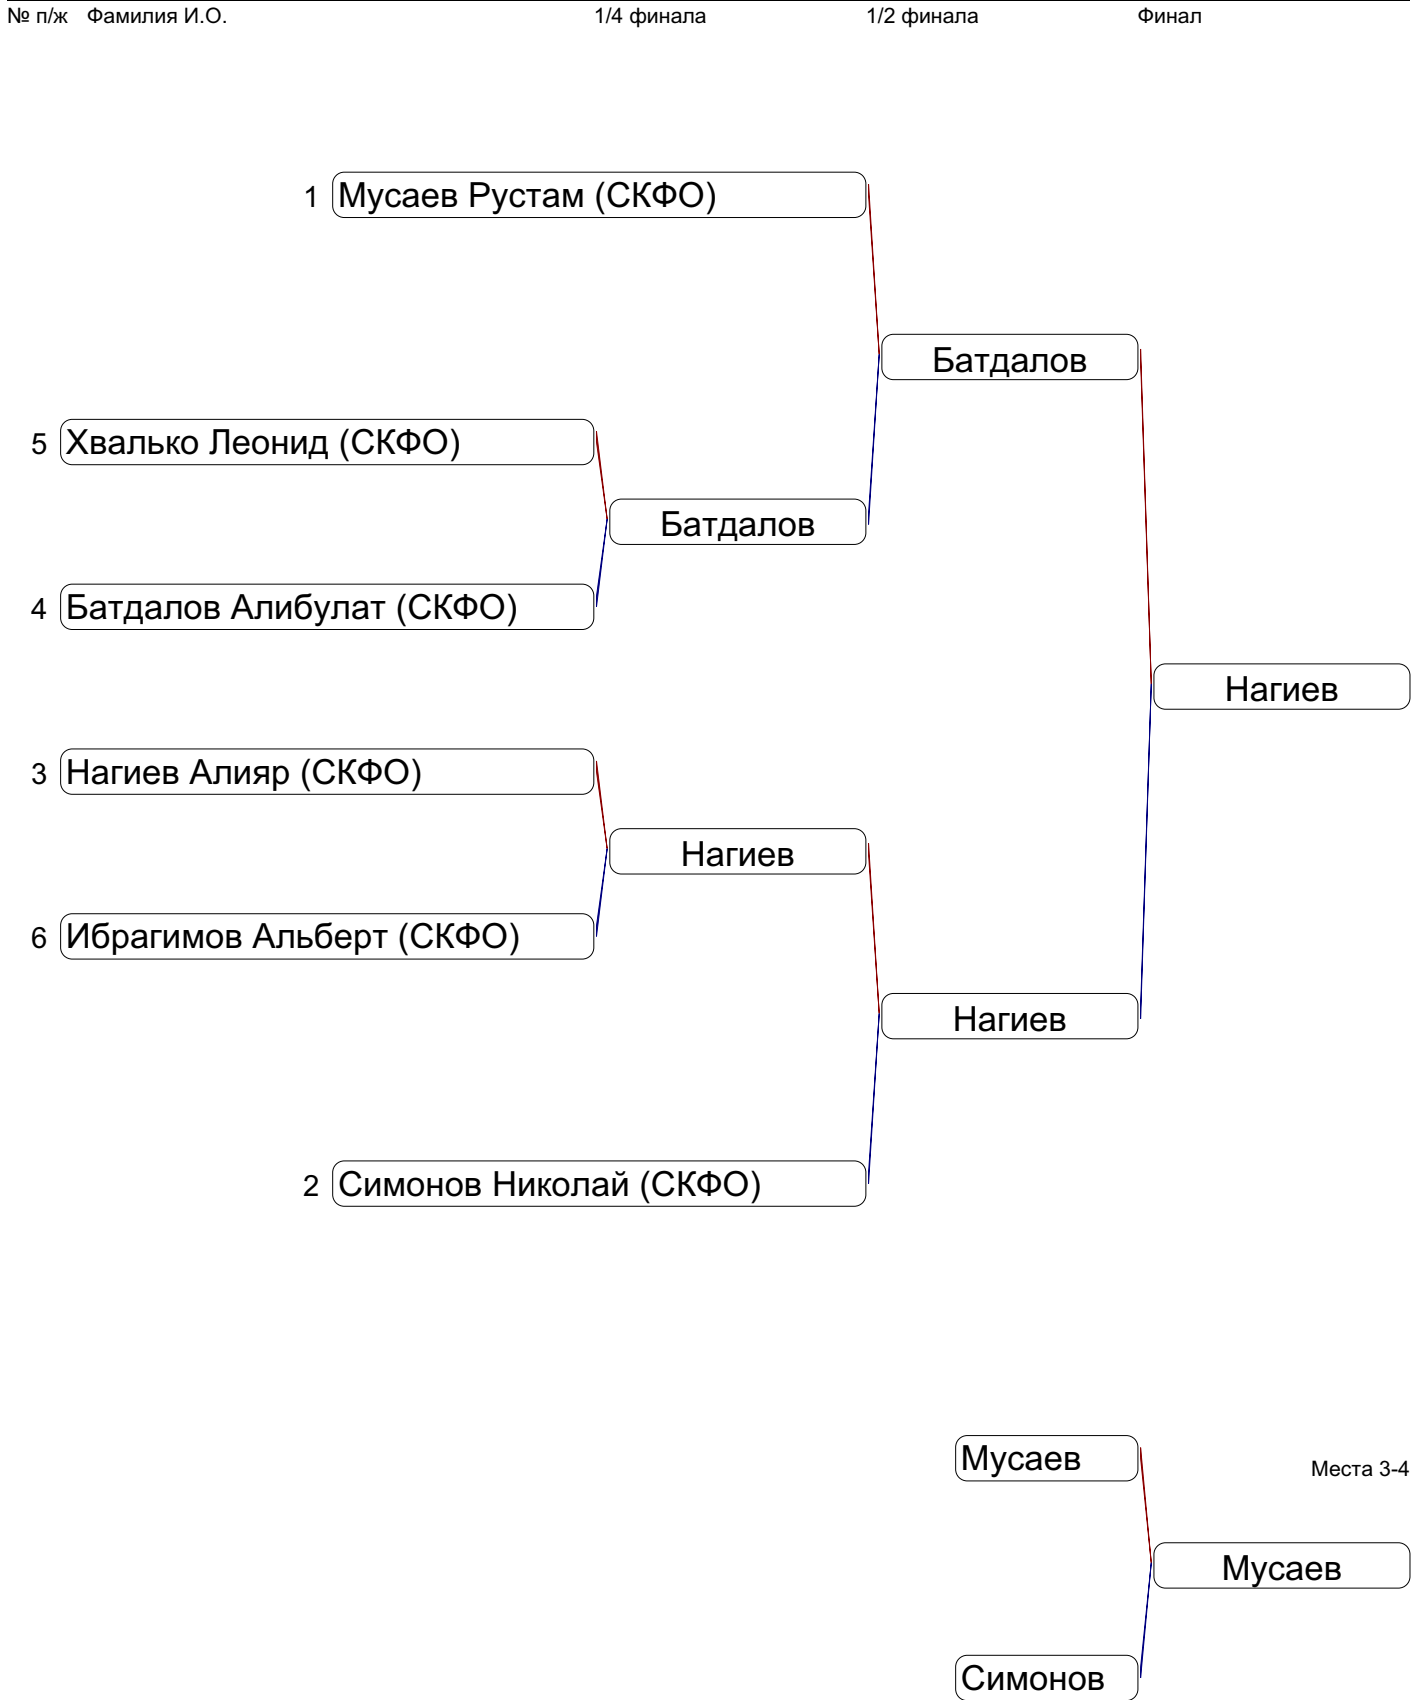 № п/ж Фамилия И.О. 1/4 финала 1/2 финала Финал
1 Мусаев Рустам (СКФО)
Батдалов
5 Хвалько Леонид (СКФО)
Батдалов
4 Батдалов Алибулат (СКФО)
Нагиев
3 Нагиев Алияр (СКФО)
Нагиев
6 Ибрагимов Альберт (СКФО)
Нагиев
2 Симонов Николай (СКФО)
Мусаев
Места 3-4
Мусаев
Симонов